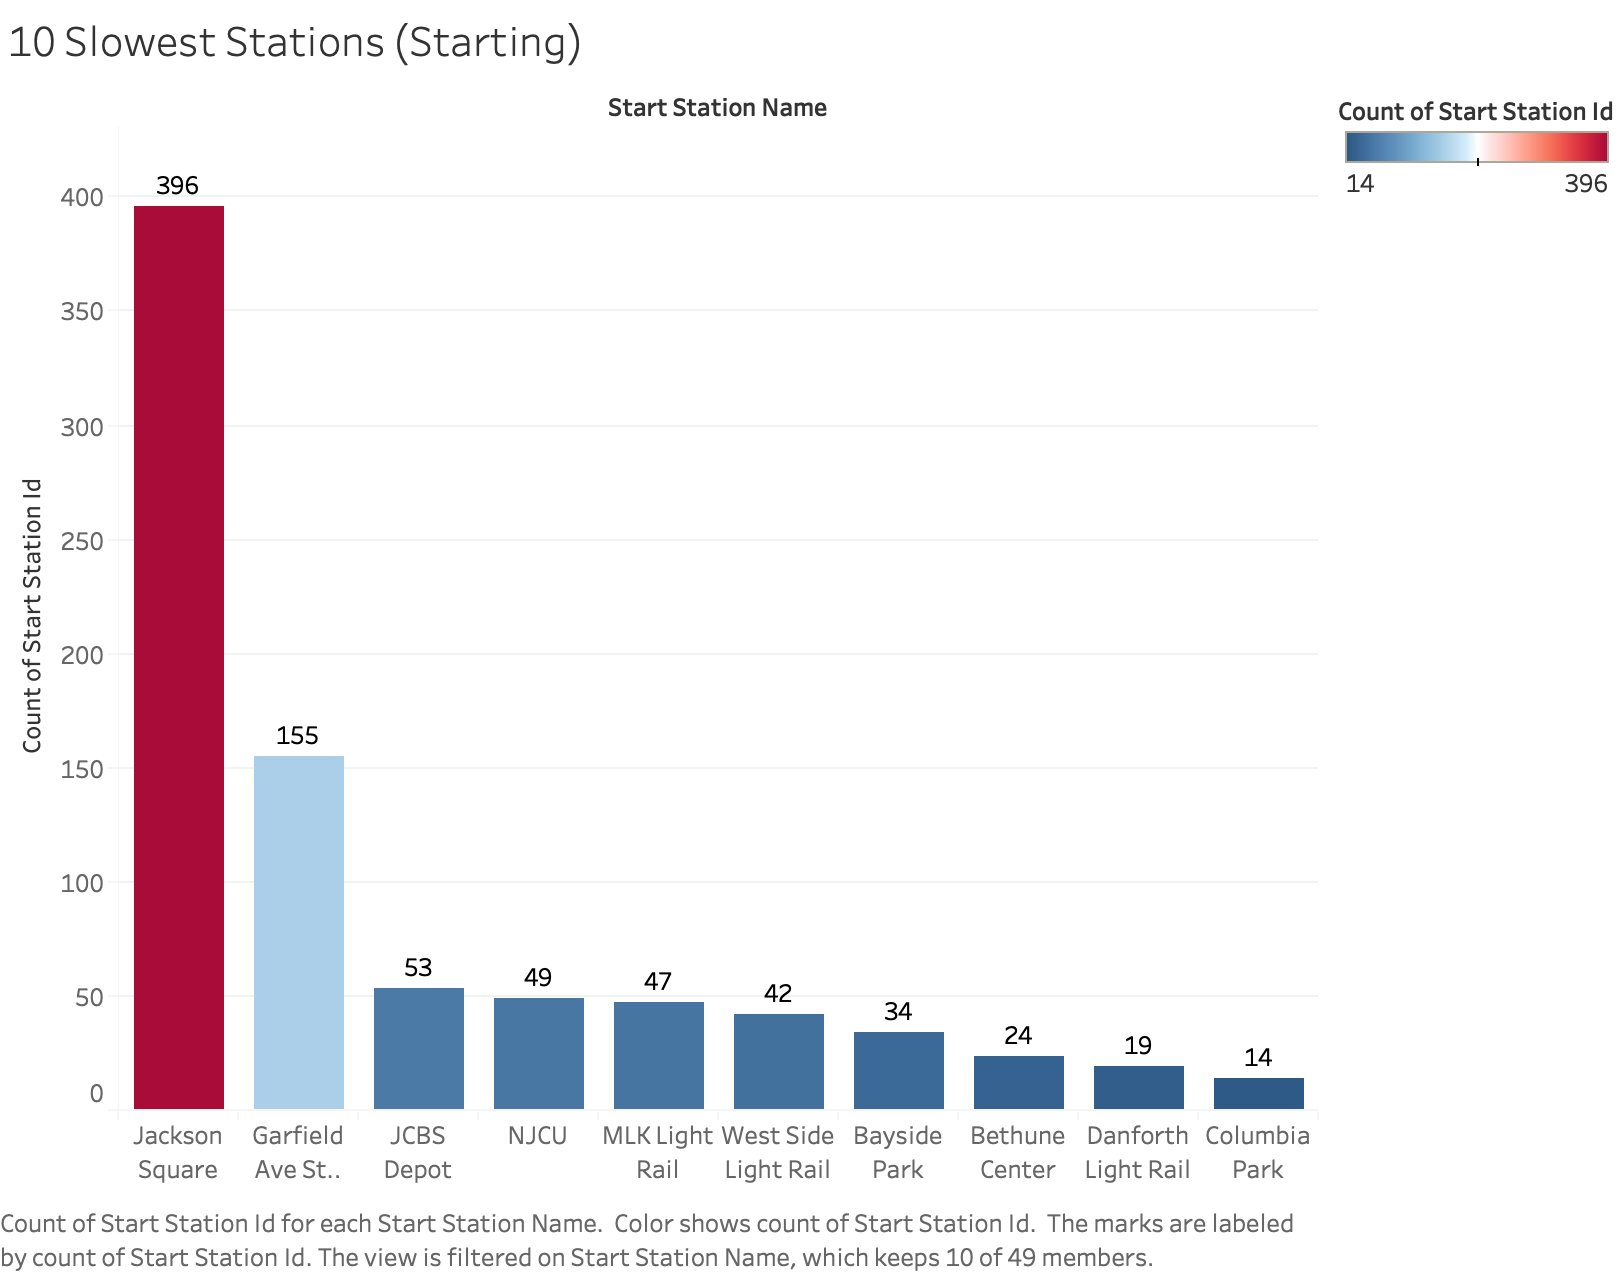 10 Slowest Stations (Starting)
Start Station Name
Count of Start Station Id
14 396
Count of Start Station Id
400
350
300
250
200
150
100
50
0
396
155
53
49
47
42
34
24
19
14
Jackson
Square
Garfield
Ave St..
JCBS
Depot
NJCU
MLK Light
Rail
West Side
Light Rail
Bayside
Park
Bethune
Center
Danforth
Light Rail
Columbia
Park
Count of Start Station Id for each Start Station Name.  Color shows count of Start Station Id.  The marks are labeled
by count of Start Station Id. The view is filtered on Start Station Name, which keeps 10 of 49 members.